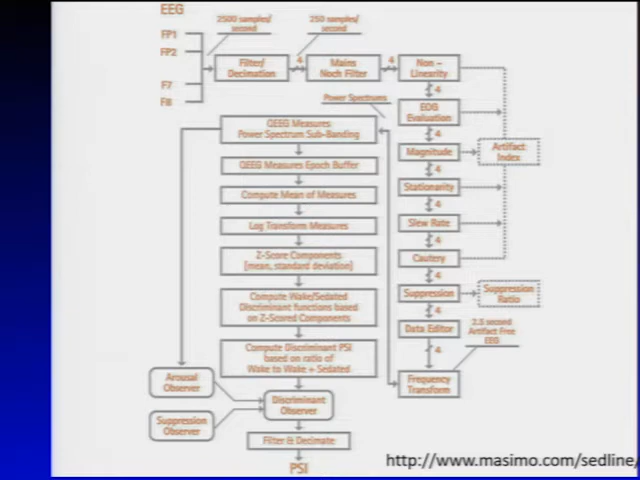 EEG
2500 samples/
second
250 samples/
second
FP1
FP2
F7
F8
Filter/
Decimation
4
Mains
Noch Filter
4
Non -
Linearity
4
Power Spectrums
EOG
Evaluation
4
QEEG Measures
Power Spectrum Sub-Banding
Magnitude
Artifact
Index
4
QEEG Measures Epoch Buffer
Stationarity
4
Compute Mean of Measures
Slew Rate
4
Log Transform Measures
Cautery
4
Z-Score Components
[mean, standard deviation]
Suppression
Suppression
Ratio
4
Compute Wake/Sedated
Discriminant functions based
on Z-Scored Components
Data Editor
4
2.5 second
Artifact Free
EEG
Compute Discriminant PSI
based on ratio of
Wake to Wake + Sedated
Frequency
Transform
Arousal
Observer
Discriminant
Observer
Suppression
Observer
Filter & Decimate
PSI
http://www.masimo.com/sedline/